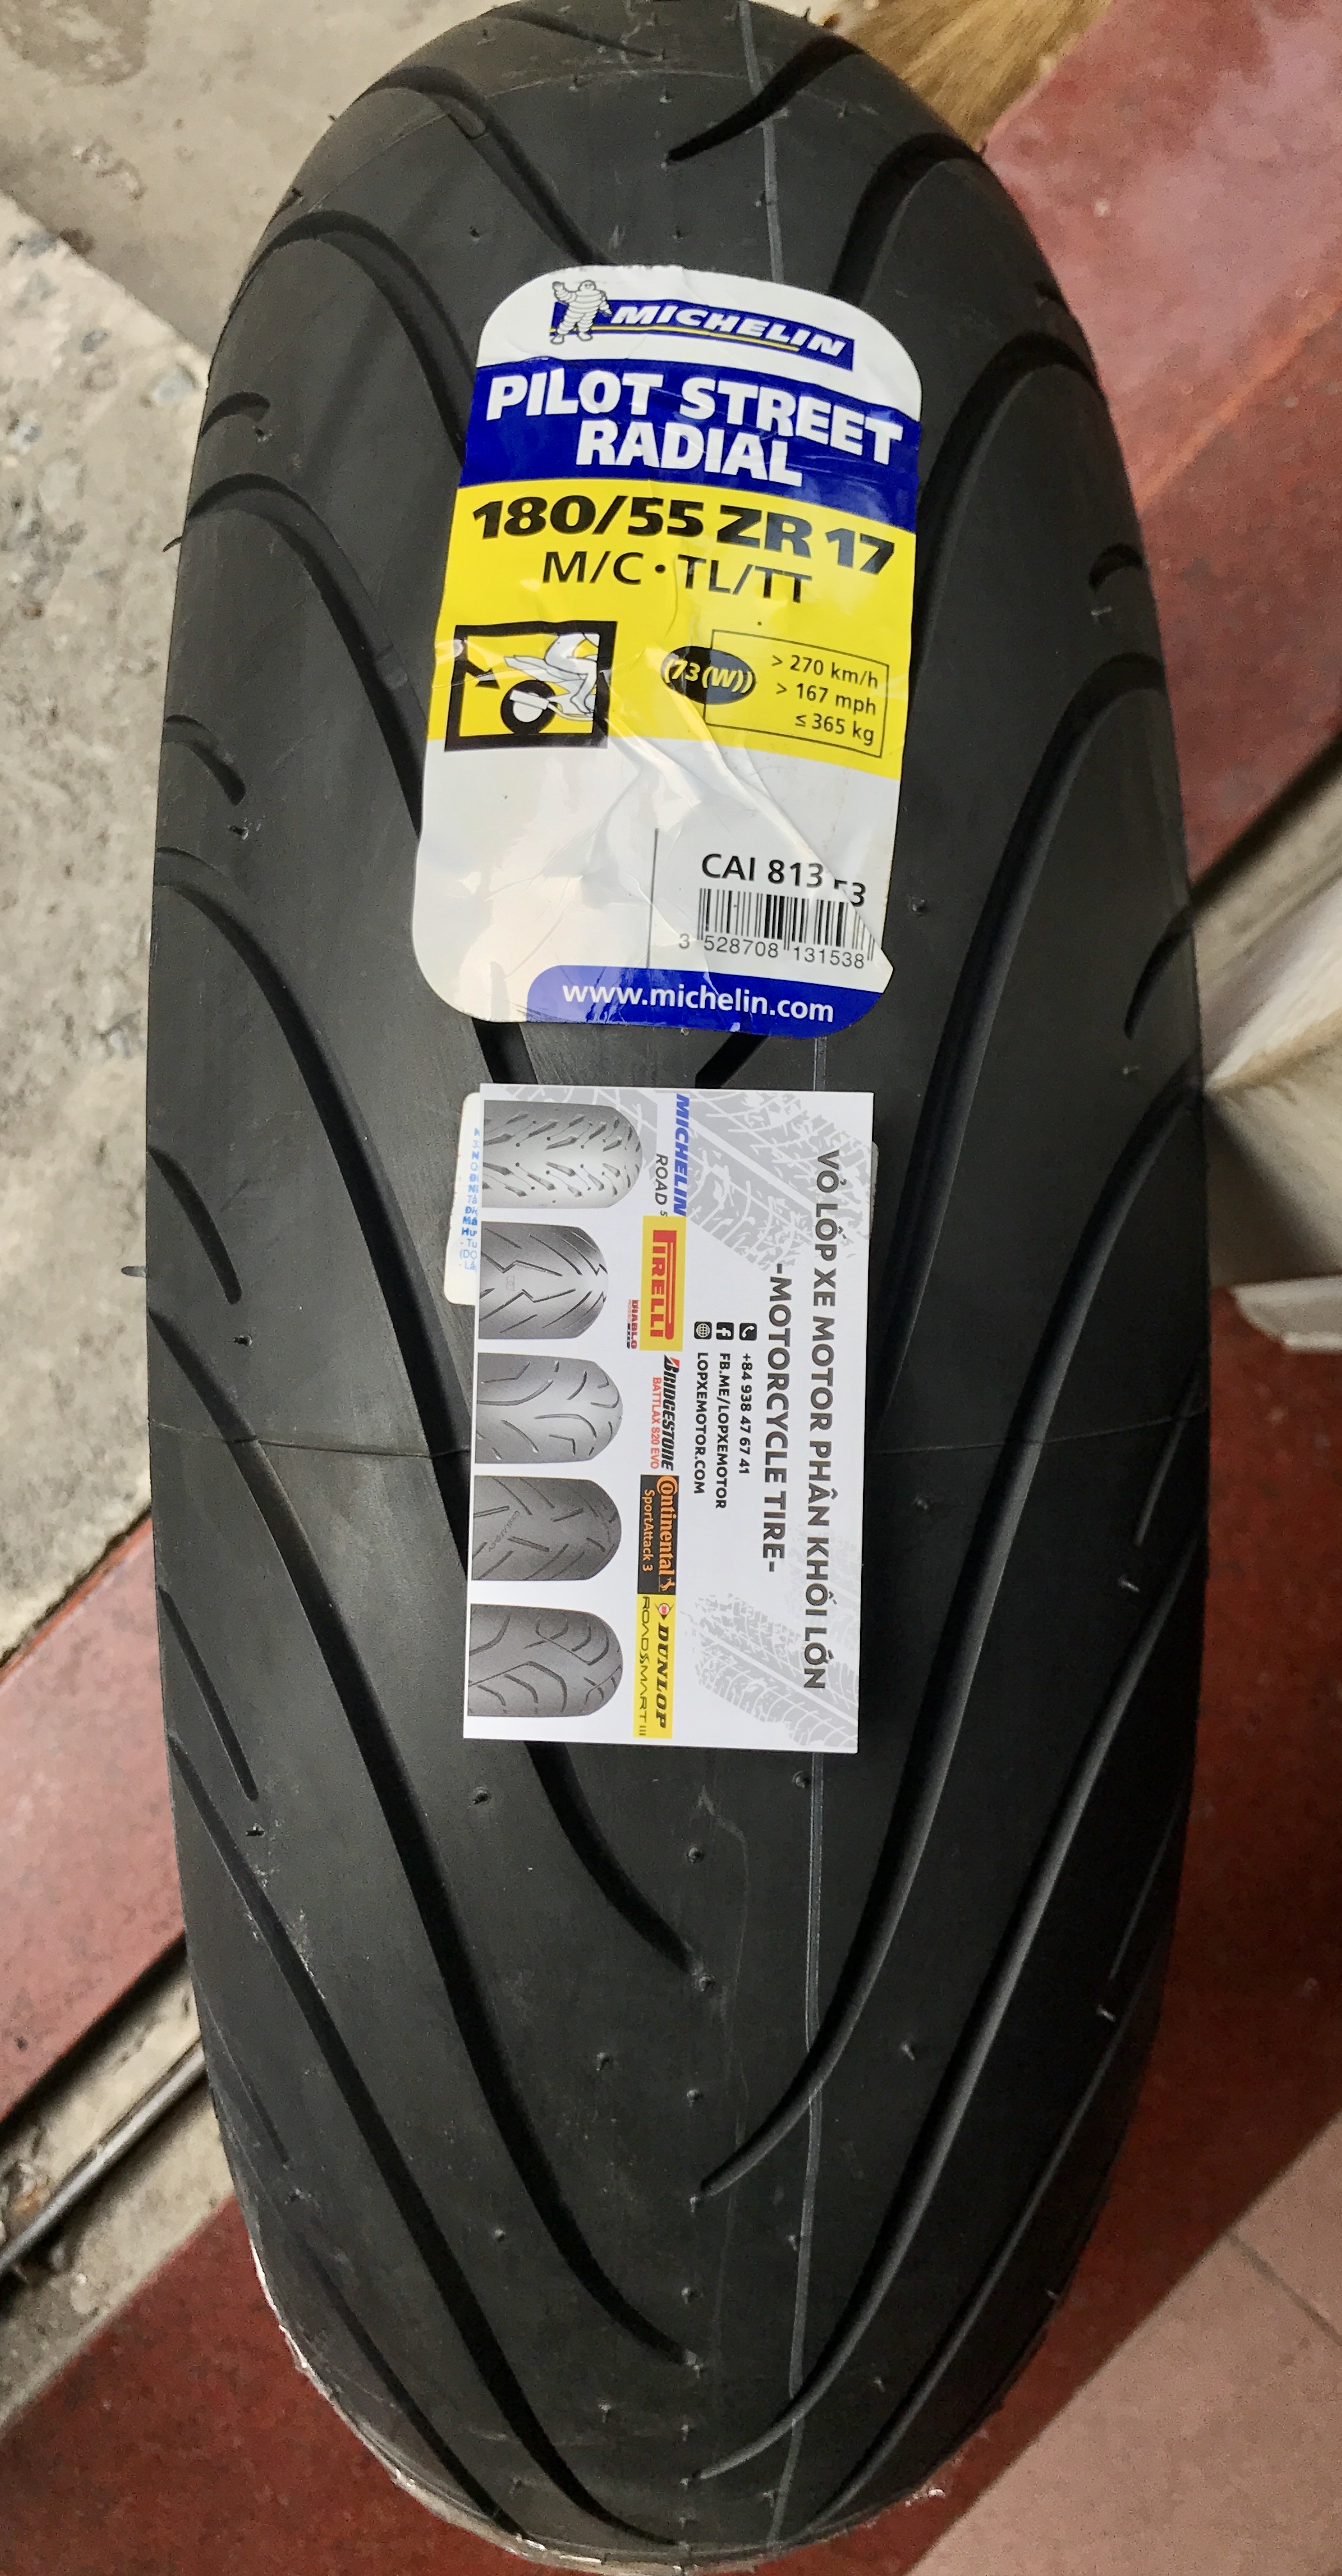 MICHELIN
PILOT STREET
RADIAL
180/55 ZR 17
M/C • TL/TT
(73(W))
> 270 km/h
> 167 mph
≤ 365 kg
CAI 813
3 528708 131538
www.michelin.com
VỎ LỐP XE MOTOR PHÂN KHỐI LỚN
-MOTORCYCLE TIRE-
+84 938 47 67 41
FB.ME/LOPXEMOTOR
LOPXEMOTOR.COM
MICHELIN
ROAD 5
PIRELLI
DIABLO
BRIDGESTONE
BATTLAX S20 EVO
Continental
SportAttack 3
DUNLOP
ROADSMART III